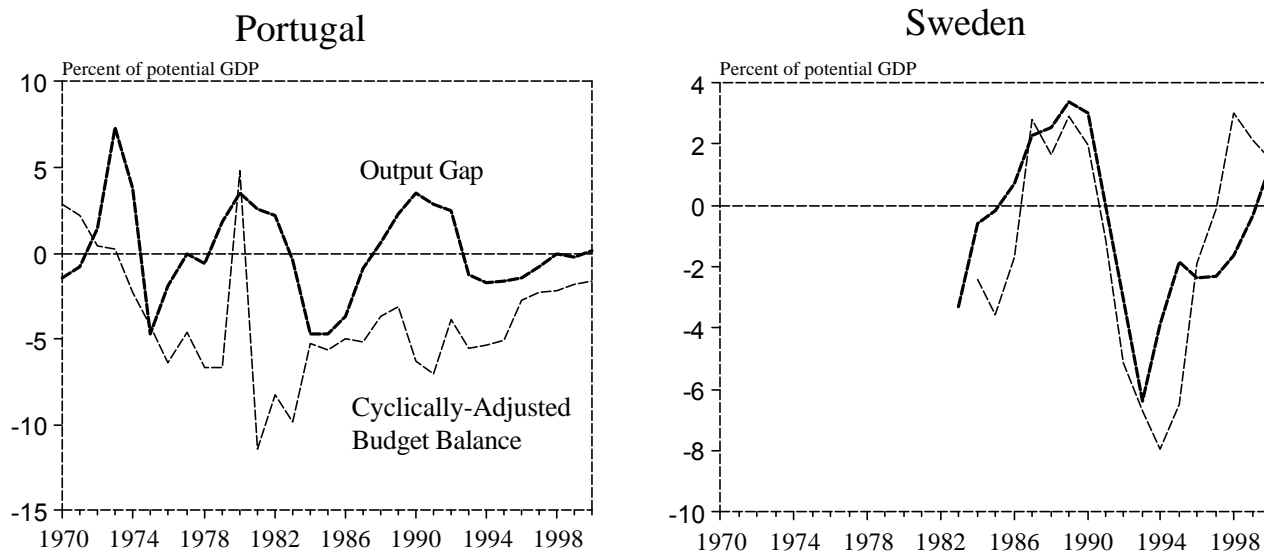 Portugal
Percent of potential GDP
10
5
0
-5
-10
-15
Output Gap
Cyclically-Adjusted
Budget Balance
1970 1974 1978 1982 1986 1990 1994 1998
Sweden
Percent of potential GDP
4
2
0
-2
-4
-6
-8
-10
1970 1974 1978 1982 1986 1990 1994 1998